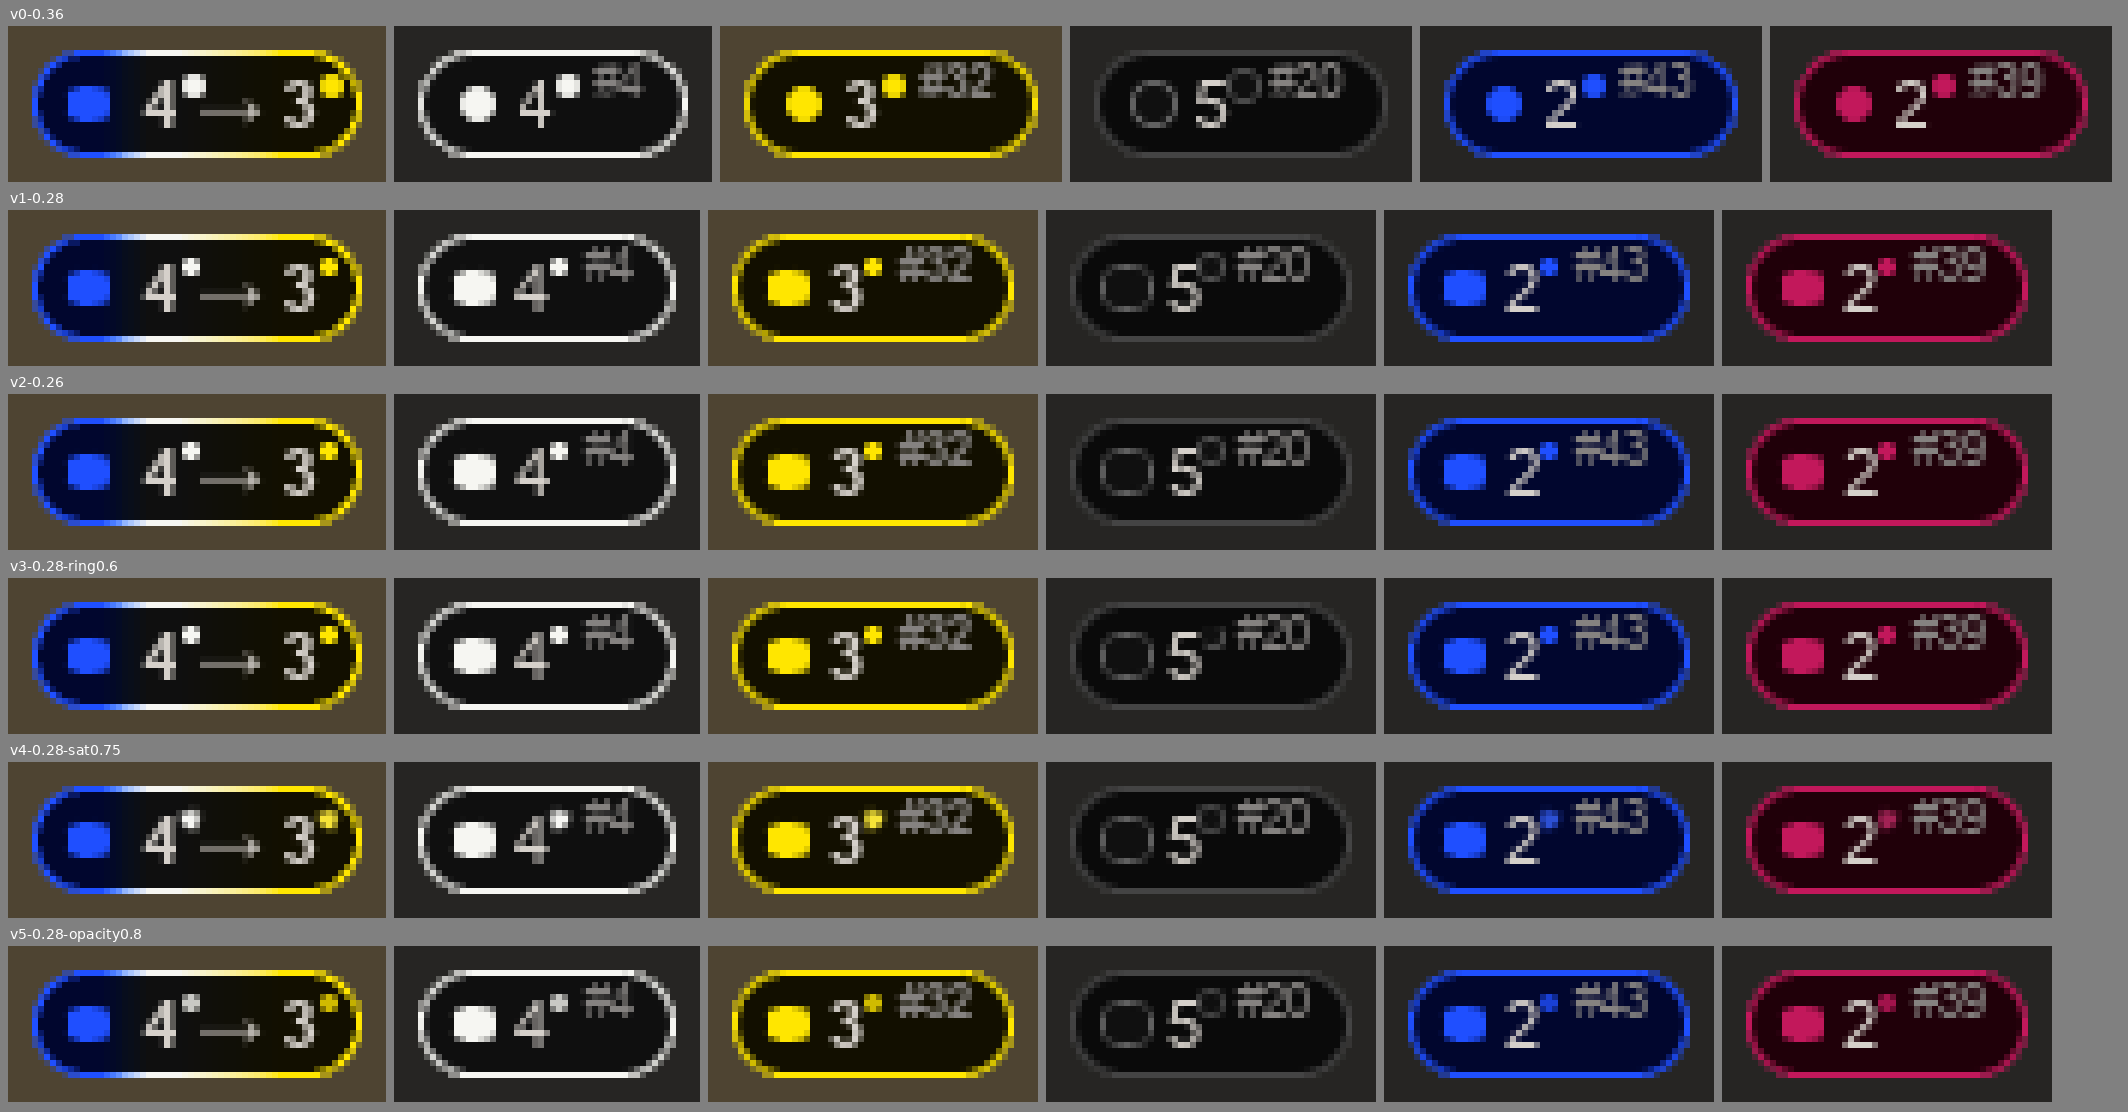 v0-0.36
4 → 3 4 #4 3 #32 5 #20 2 #43 2 #39
v1-0.28
4 → 3 4 #4 3 #32 5 #20 2 #43 2 #39
v2-0.26
4 → 3 4 #4 3 #32 5 #20 2 #43 2 #39
v3-0.28-ring0.6
4 → 3 4 #4 3 #32 5 #20 2 #43 2 #39
v4-0.28-sat0.75
4 → 3 4 #4 3 #32 5 #20 2 #43 2 #39
v5-0.28-opacity0.8
4 → 3 4 #4 3 #32 5 #20 2 #43 2 #39